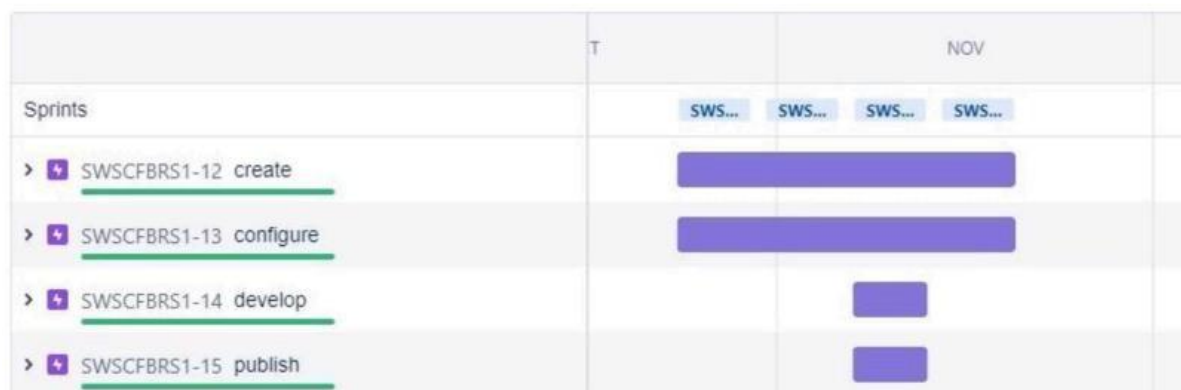 T NOV
Sprints SWS... SWS... SWS... SWS...
SWSCFBRS1-12 create
SWSCFBRS1-13 configure
SWSCFBRS1-14 develop
SWSCFBRS1-15 publish